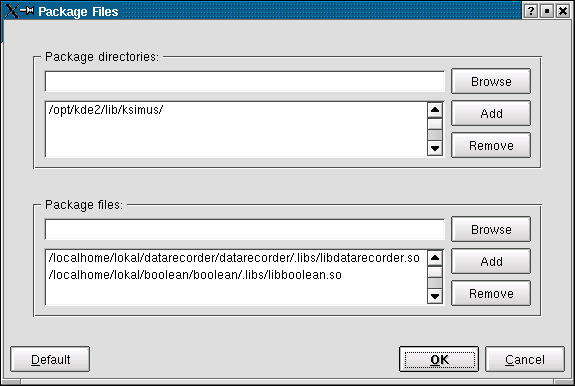 Package Files
Package directories:
Browse
/opt/kde2/lib/ksimus/
Add
Remove
Package files:
Browse
/localhome/lokal/datarecorder/datarecorder/.libs/libdatarecorder.so
/localhome/lokal/boolean/boolean/.libs/libboolean.so
Add
Remove
Default
OK
Cancel